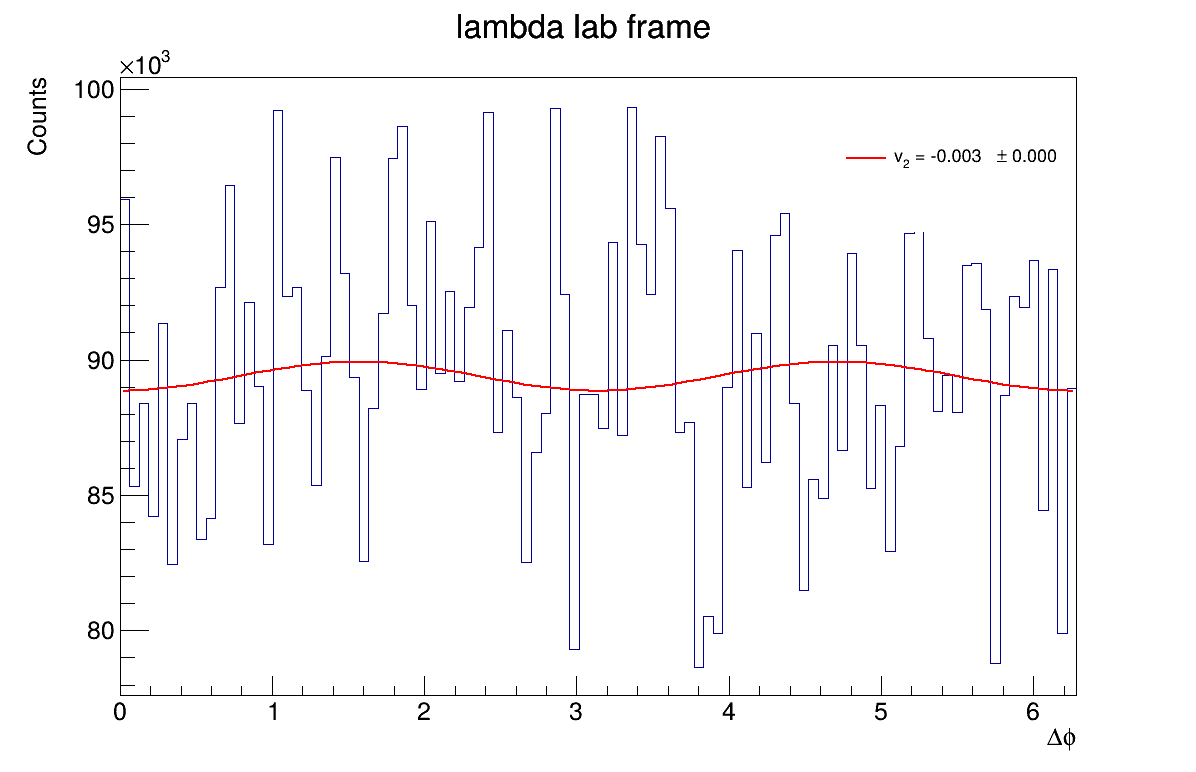 lambda lab frame
×10³
Counts
100
95
90
85
80
v₂ = -0.003 ± 0.000
0 1 2 3 4 5 6
Δϕ